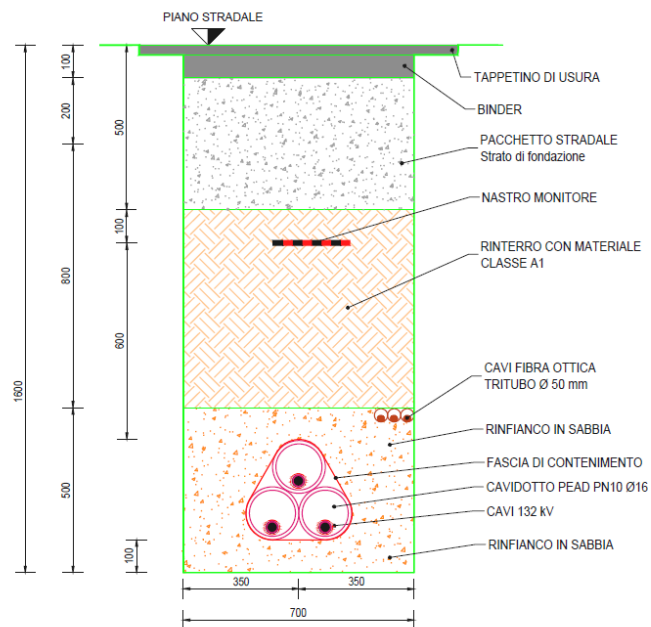 PIANO STRADALE
TAPPETINO DI USURA
BINDER
PACCHETTO STRADALE
Strato di fondazione
NASTRO MONITORE
RINTERRO CON MATERIALE
CLASSE A1
CAVI FIBRA OTTICA
TRITUBO Ø 50 mm
RINFIANCO IN SABBIA
FASCIA DI CONTENIMENTO
CAVIDOTTO PEAD PN10 Ø16
CAVI 132 kV
RINFIANCO IN SABBIA
1600
100
200
800
500
500
100
600
100
350
350
700